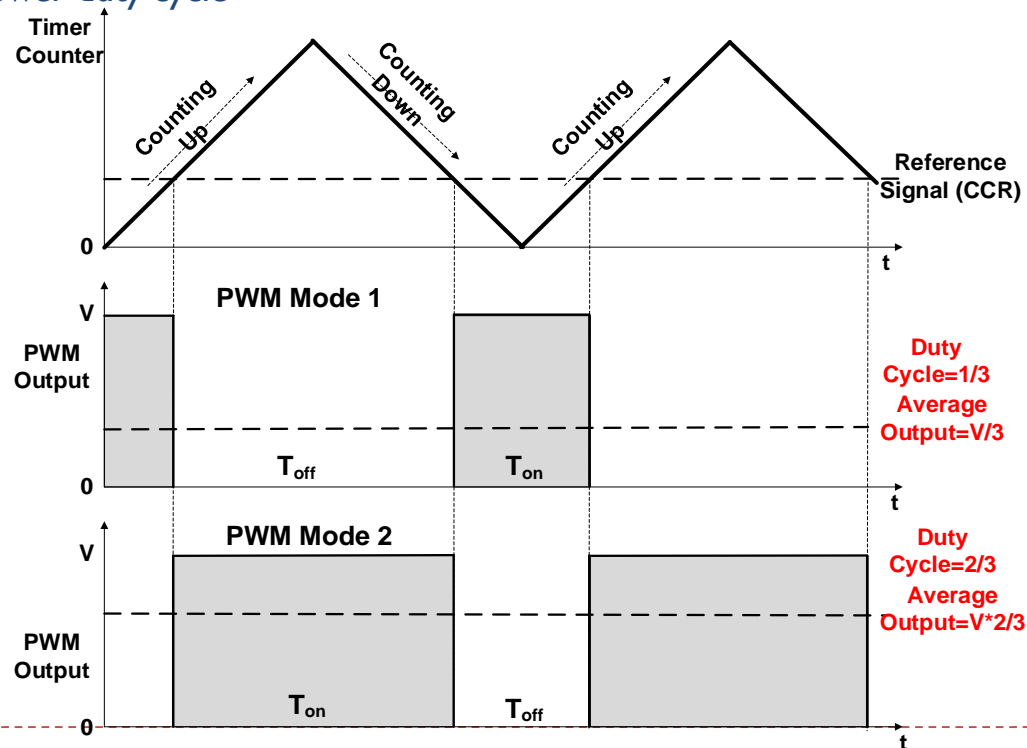 Timer
Counter
Counting
Up
Counting
Down
Counting
Up
Reference
Signal (CCR)
0
t
PWM Mode 1
V
PWM
Output
Duty
Cycle=1/3
Average
Output=V/3
Toff
Ton
0
t
PWM Mode 2
V
Duty
Cycle=2/3
Average
Output=V*2/3
PWM
Output
Ton
Toff
0
t